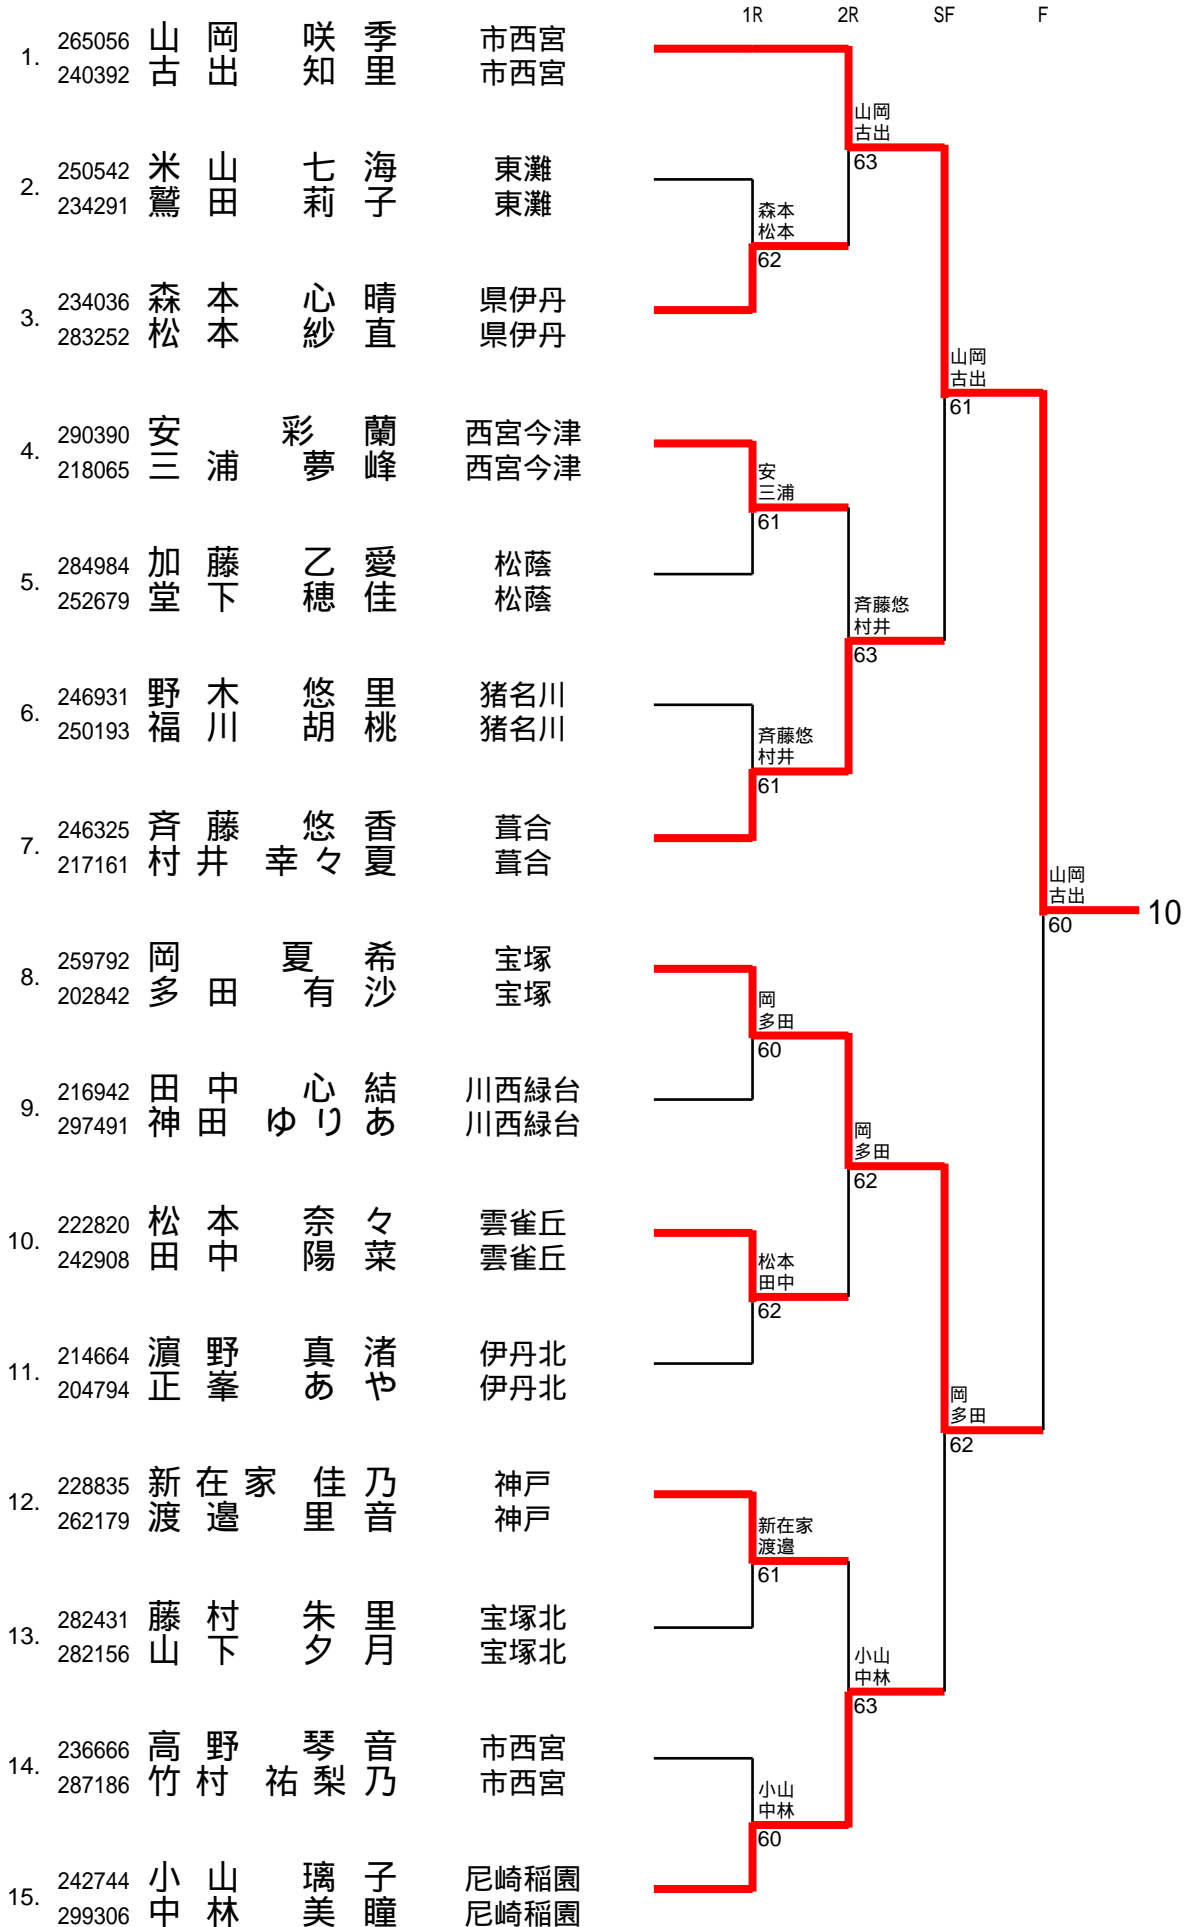 1R 2R SF F
1. 265056 山岡 咲季 市西宮
240392 古出 知里 市西宮
山岡
古出
63
2. 250542 米山 七海 東灘
234291 鷲田 莉子 東灘
森本
松本
62
3. 234036 森本 心晴 県伊丹
283252 松本 紗直 県伊丹
山岡
古出
61
4. 290390 安 彩蘭 西宮今津
218065 三浦 夢峰 西宮今津
安
三浦
61
5. 284984 加藤 乙愛 松蔭
252679 堂下 穂佳 松蔭
斉藤悠
村井
63
6. 246931 野木 悠里 猪名川
250193 福川 胡桃 猪名川
斉藤悠
村井
61
7. 246325 斉藤 悠香 葺合
217161 村井 幸々夏 葺合
山岡
古出
60
10
8. 259792 岡 夏希 宝塚
202842 多田 有沙 宝塚
岡
多田
60
9. 216942 田中 心結 川西緑台
297491 神田 ゆりあ 川西緑台
岡
多田
62
10. 222820 松本 奈々 雲雀丘
242908 田中 陽菜 雲雀丘
松本
田中
62
11. 214664 濵野 真渚 伊丹北
204794 正峯 あや 伊丹北
岡
多田
62
12. 228835 新在家 佳乃 神戸
262179 渡邉 里音 神戸
新在家
渡邉
61
13. 282431 藤村 朱里 宝塚北
282156 山下 夕月 宝塚北
小山
中林
63
14. 236666 高野 琴音 市西宮
287186 竹村 祐梨乃 市西宮
小山
中林
60
15. 242744 小山 璃子 尼崎稲園
299306 中林 美瞳 尼崎稲園